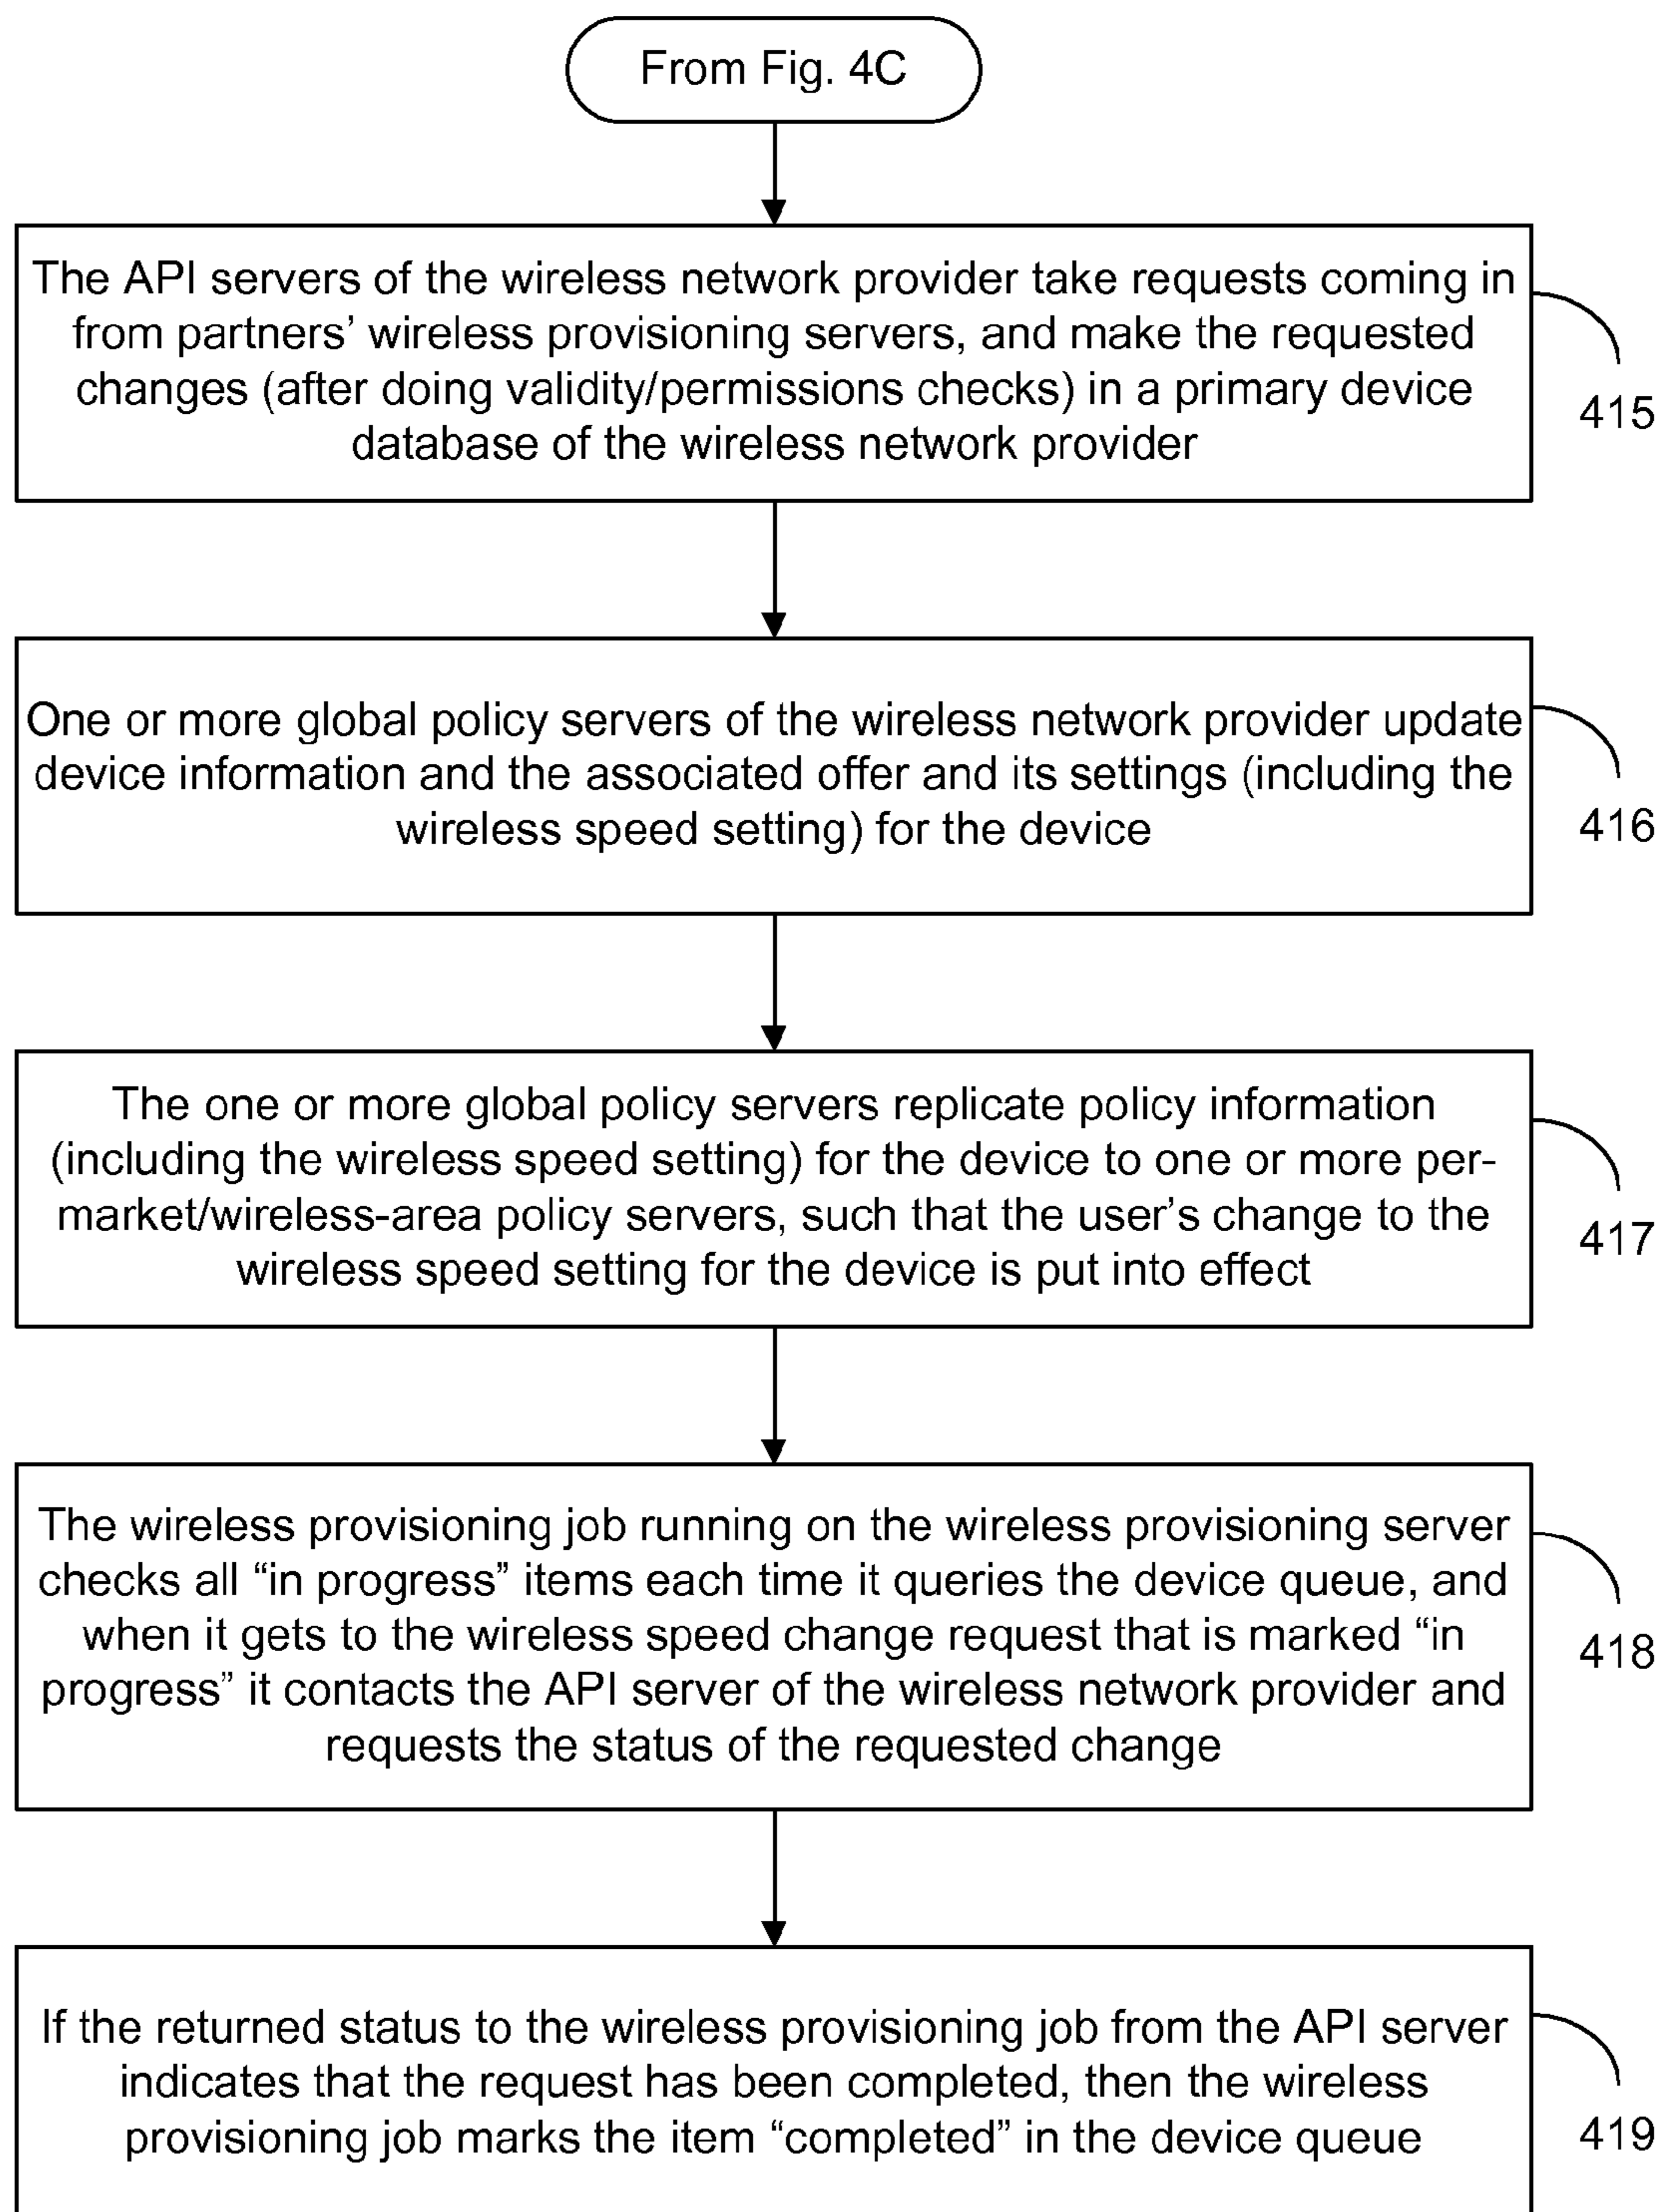 From Fig. 4C
The API servers of the wireless network provider take requests coming in
from partners’ wireless provisioning servers, and make the requested
changes (after doing validity/permissions checks) in a primary device
database of the wireless network provider
415
One or more global policy servers of the wireless network provider update
device information and the associated offer and its settings (including the
wireless speed setting) for the device
416
The one or more global policy servers replicate policy information
(including the wireless speed setting) for the device to one or more per-
market/wireless-area policy servers, such that the user’s change to the
wireless speed setting for the device is put into effect
417
The wireless provisioning job running on the wireless provisioning server
checks all “in progress” items each time it queries the device queue, and
when it gets to the wireless speed change request that is marked “in
progress” it contacts the API server of the wireless network provider and
requests the status of the requested change
418
If the returned status to the wireless provisioning job from the API server
indicates that the request has been completed, then the wireless
provisioning job marks the item “completed” in the device queue
419